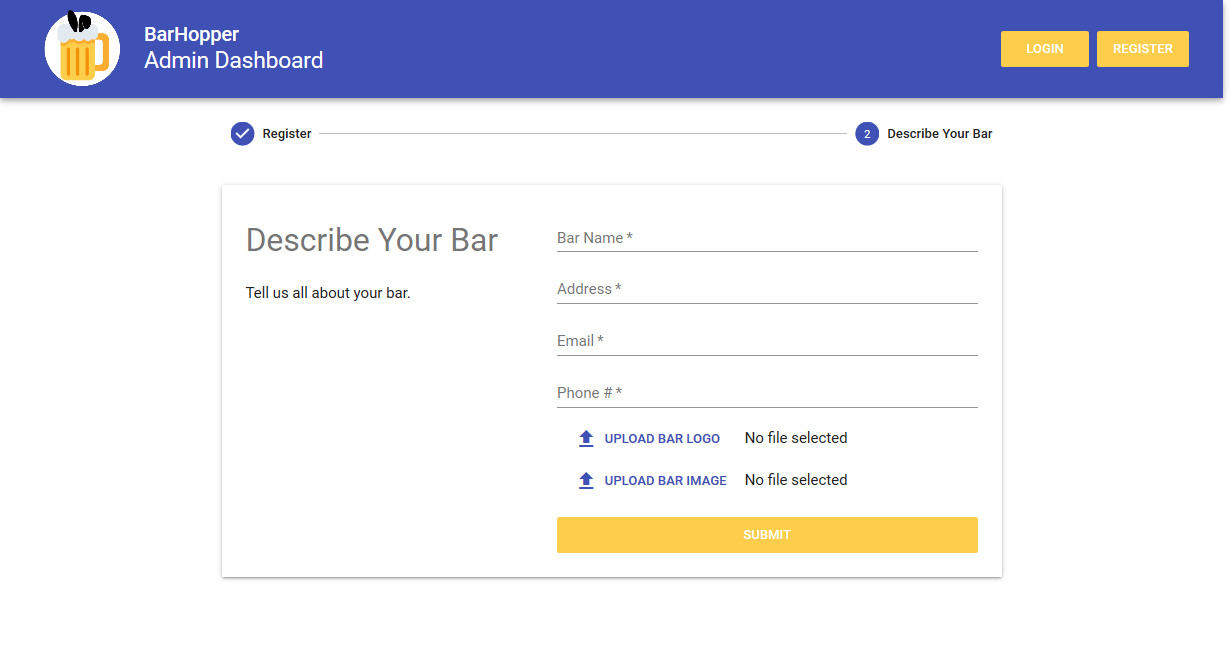 BarHopper
Admin Dashboard
LOGIN
REGISTER
Register
2
Describe Your Bar
Describe Your Bar
Tell us all about your bar.
Bar Name *
Address *
Email *
Phone # *
UPLOAD BAR LOGO No file selected
UPLOAD BAR IMAGE No file selected
SUBMIT